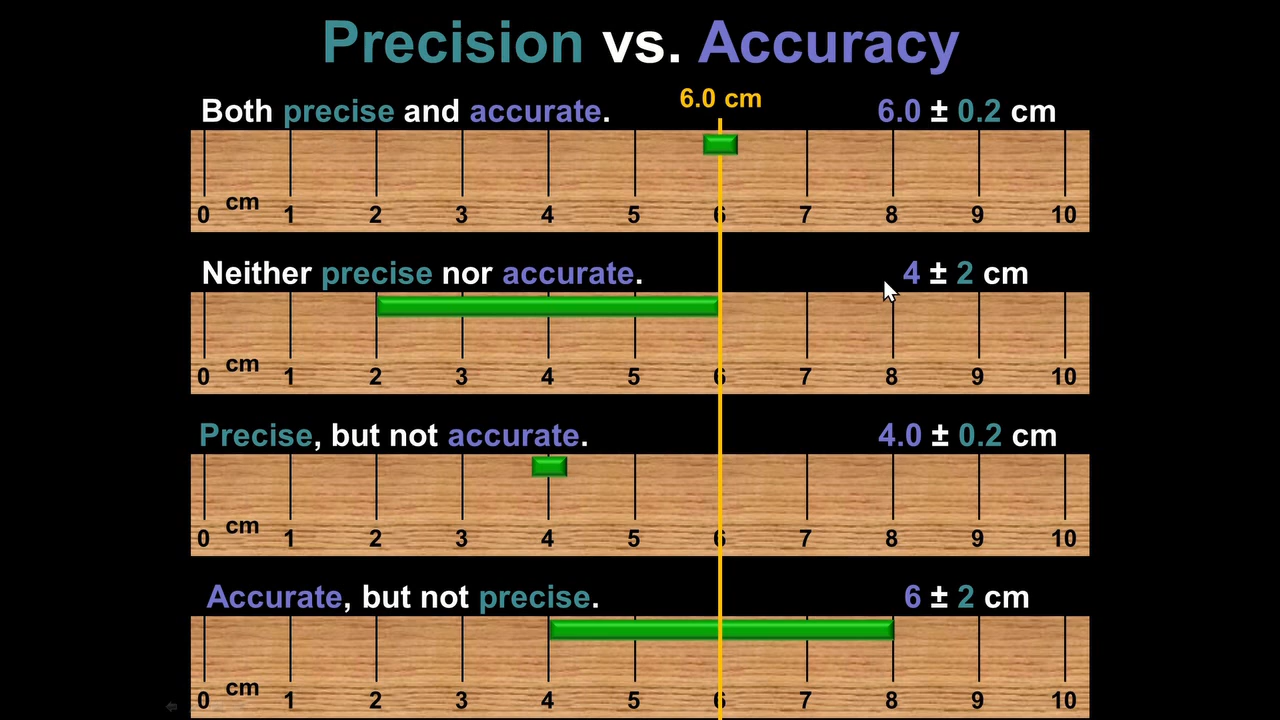 Precision vs. Accuracy
6.0 cm
Both precise and accurate. 6.0 ± 0.2 cm
cm
0 1 2 3 4 5 6 7 8 9 10
Neither precise nor accurate. 4 ± 2 cm
cm
0 1 2 3 4 5 6 7 8 9 10
Precise, but not accurate. 4.0 ± 0.2 cm
cm
0 1 2 3 4 5 6 7 8 9 10
Accurate, but not precise. 6 ± 2 cm
cm
0 1 2 3 4 5 6 7 8 9 10